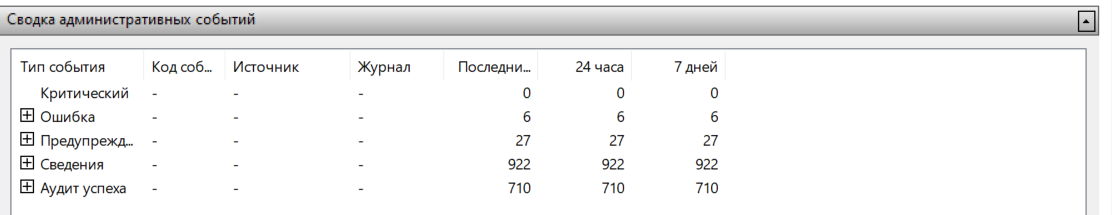 Сводка административных событий
Тип события Код соб... Источник Журнал Последни... 24 часа 7 дней
Критический - - - 0 0 0
Ошибка - - - 6 6 6
Предупрежд... - - - 27 27 27
Сведения - - - 922 922 922
Аудит успеха - - - 710 710 710